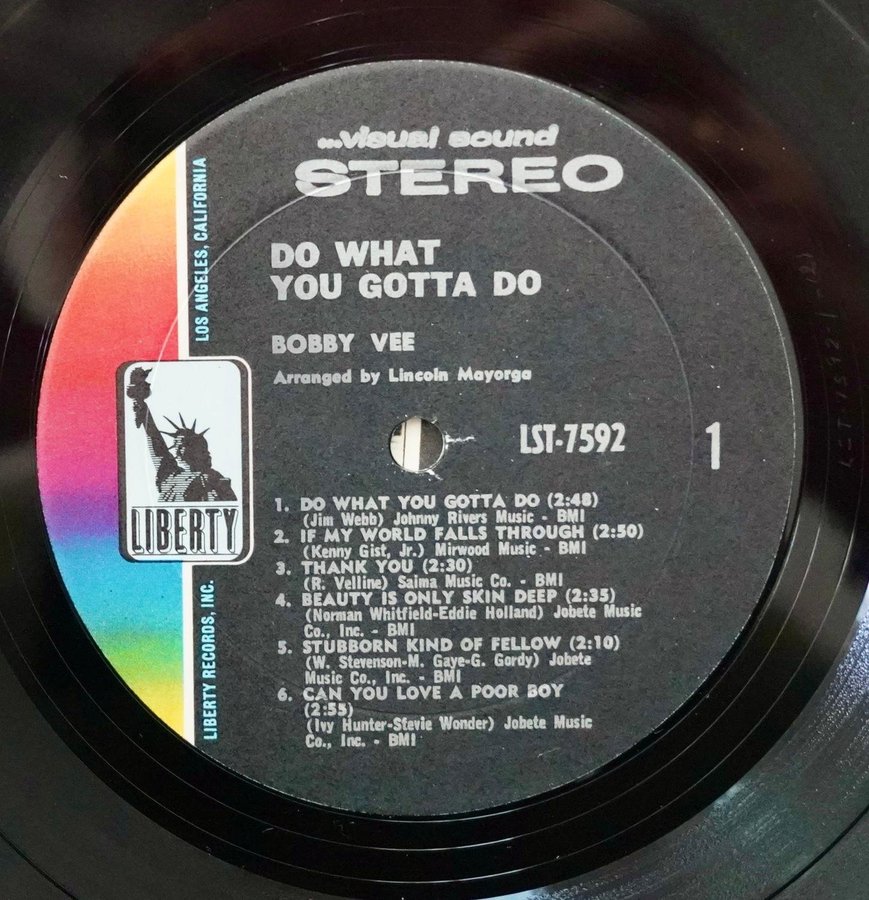 ...visual sound
STEREO
DO WHAT
YOU GOTTA DO
BOBBY VEE
Arranged by Lincoln Mayorga
LST-7592
1
1. DO WHAT YOU GOTTA DO (2:48)
(Jim Webb) Johnny Rivers Music - BMI
2. IF MY WORLD FALLS THROUGH (2:50)
(Kenny Gist, Jr.) Mirwood Music - BMI
3. THANK YOU (2:30)
(R. Velline) Saima Music Co. - BMI
4. BEAUTY IS ONLY SKIN DEEP (2:35)
(Norman Whitfield-Eddie Holland) Jobete Music
Co., Inc. - BMI
5. STUBBORN KIND OF FELLOW (2:10)
(W. Stevenson-M. Gaye-G. Gordy) Jobete
Music Co., Inc. - BMI
6. CAN YOU LOVE A POOR BOY
(2:55)
(Ivy Hunter-Stevie Wonder) Jobete Music
Co., Inc. - BMI
LIBERTY
LIBERTY RECORDS, INC.
LOS ANGELES, CALIFORNIA